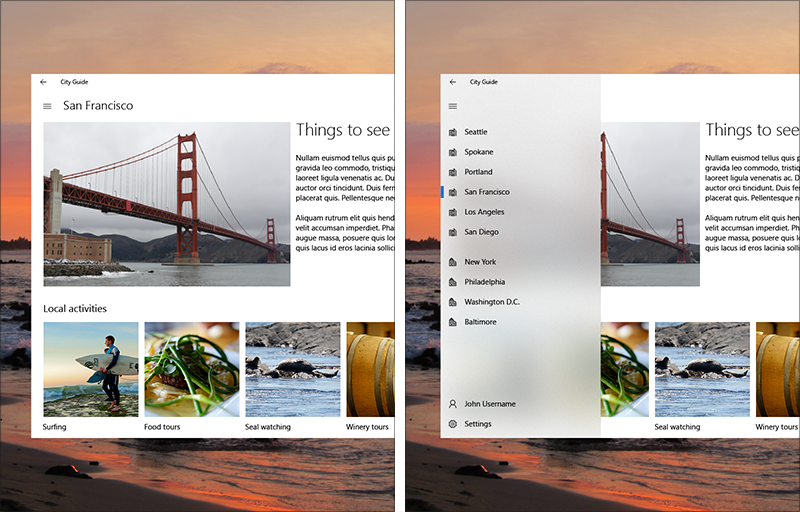 City Guide
San Francisco
Things to see
Nullam euismod tellus quis
gravida leo commodo, tristiq
laoreet ligula venenatis ac. D
auctor orci tincidunt. Duis
placerat quis. Pellentesque
Aliquam rutrum elit quis hend
velit accumsan imperdiet. Pha
augue massa, posuere quis lo
quis lacus id eros lacinia sollici
Local activities
Surfing
Food tours
Seal watching
Winery tours
City Guide
Seattle
Spokane
Portland
San Francisco
Los Angeles
San Diego
New York
Philadelphia
Washington D.C.
Baltimore
John Username
Settings
Things to see
Nullam euismod tellus quis
gravida leo commodo, tristiq
laoreet ligula venenatis ac. D
auctor orci tincidunt. Duis
placerat quis. Pellentesque
Aliquam rutrum elit quis
velit accumsan imperdiet.
augue massa, posuere quis
quis lacus id eros lacinia
Seal watching
Winery tours